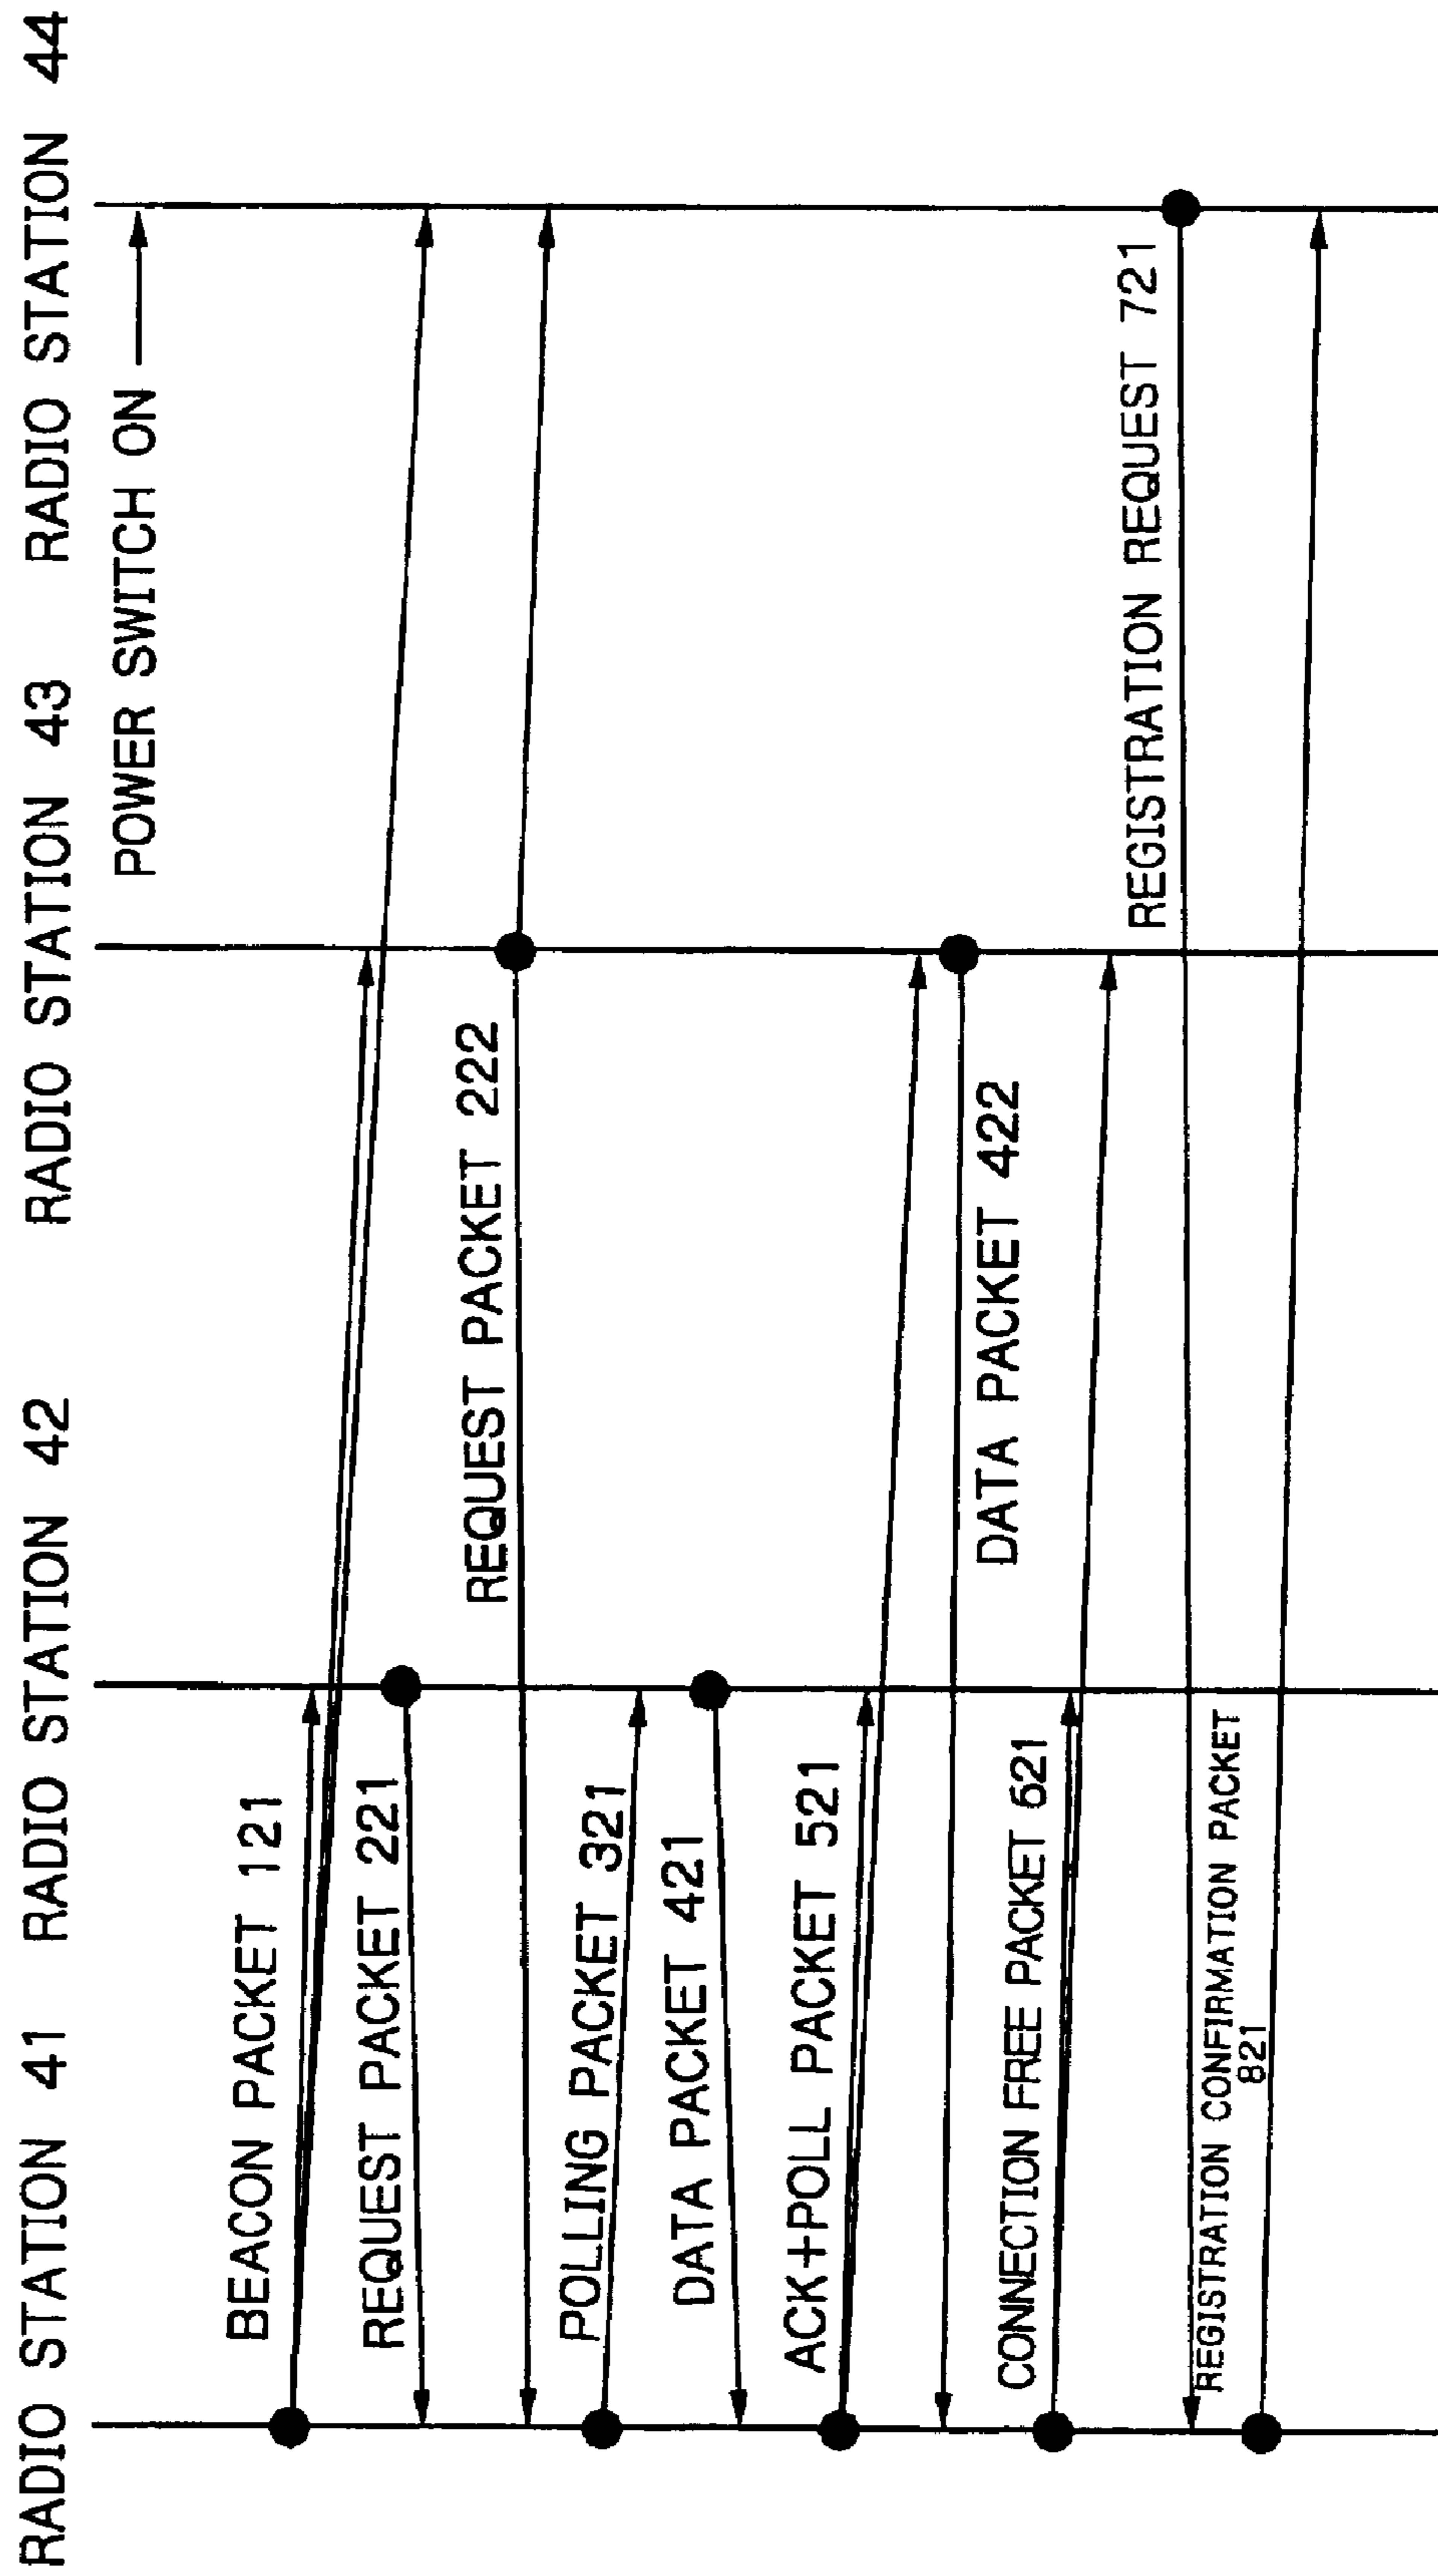 RADIO STATION 41
RADIO STATION 42
RADIO STATION 43
RADIO STATION 44
POWER SWITCH ON
BEACON PACKET 121
REQUEST PACKET 221
REQUEST PACKET 222
POLLING PACKET 321
DATA PACKET 421
ACK+POLL PACKET 521
DATA PACKET 422
CONNECTION FREE PACKET 621
REGISTRATION REQUEST 721
REGISTRATION CONFIRMATION PACKET
821